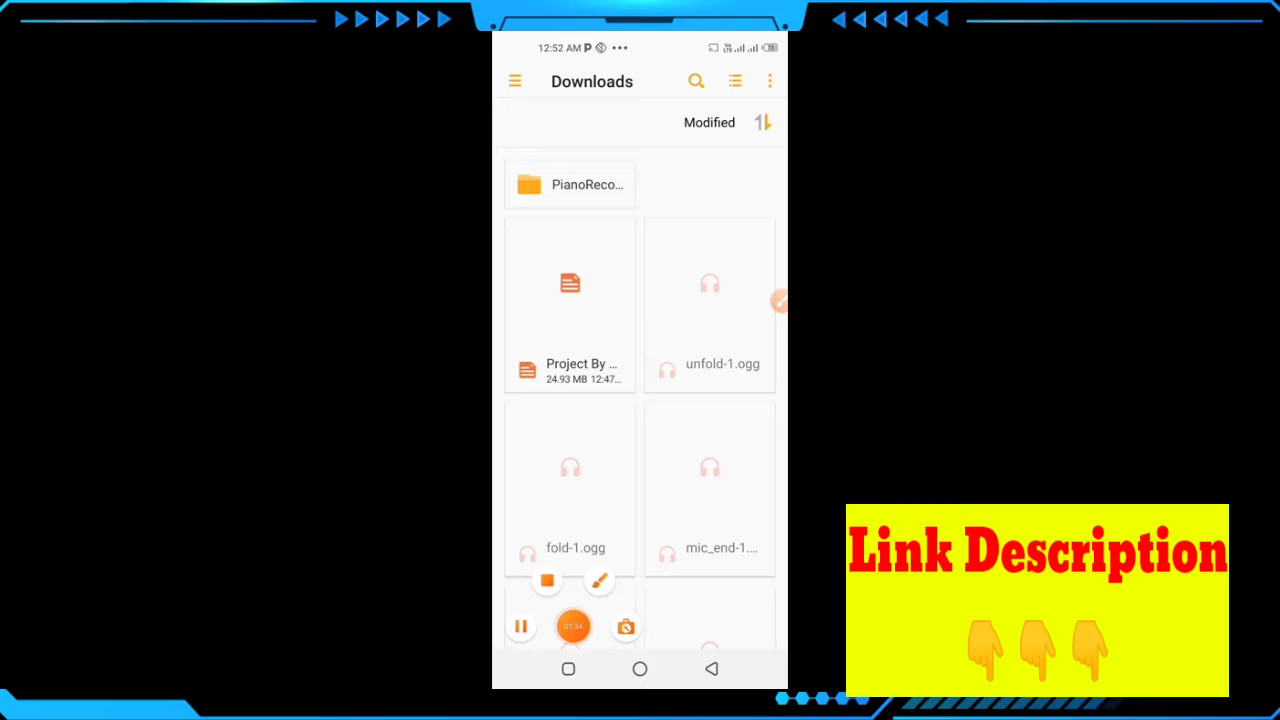 12:52 AM
Downloads
Modified
PianoReco...
Project By ...
24.93 MB 12:47...
unfold-1.ogg
fold-1.ogg
mic_end-1....
01:34
Link Description
👇👇👇